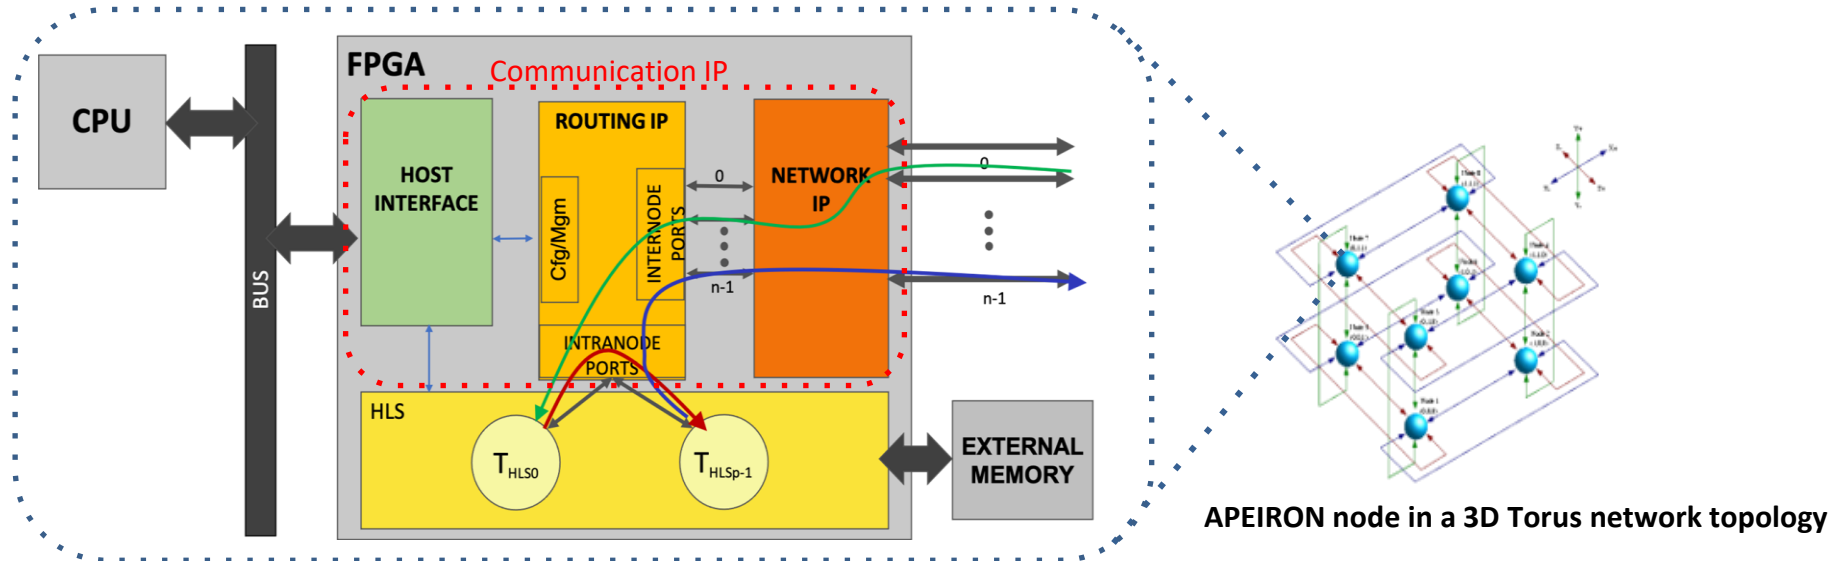 FPGA
Communication IP
CPU
BUS
HOST
INTERFACE
ROUTING IP
Cfg/Mgm
INTERNODE
PORTS
INTRANODE
PORTS
0
n-1
NETWORK
IP
0
n-1
HLS
THLS0
THLSp-1
EXTERNAL
MEMORY
APEIRON node in a 3D Torus network topology